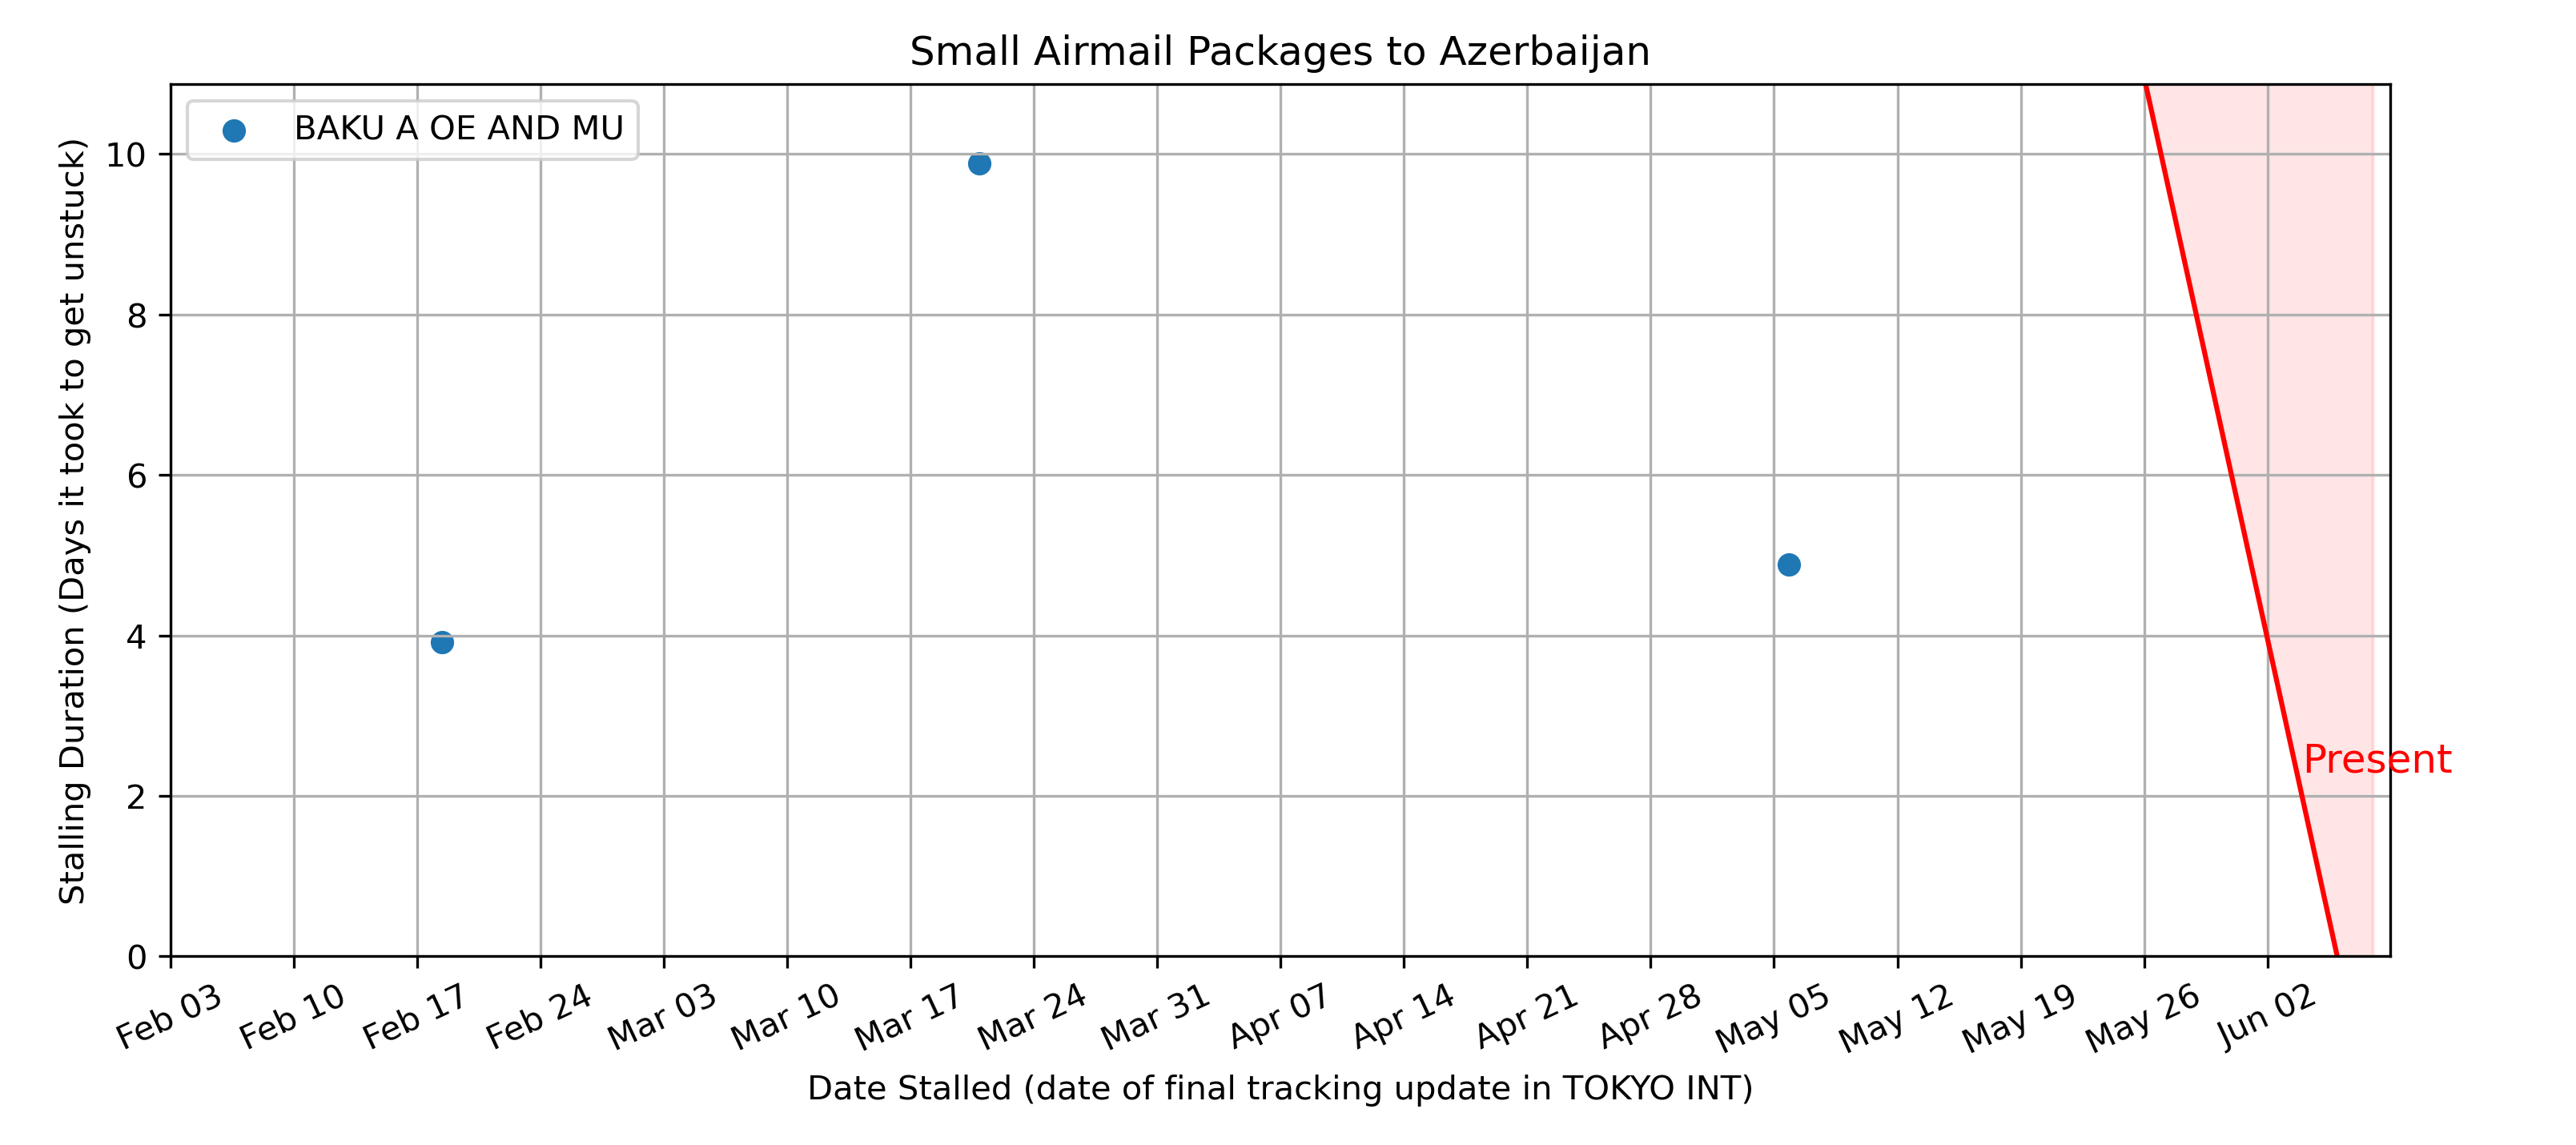 Small Airmail Packages to Azerbaijan
BAKU A OE AND MU
Stalling Duration (Days it took to get unstuck)
10
8
6
4
2
0
Present
Feb 03
Feb 10
Feb 17
Feb 24
Mar 03
Mar 10
Mar 17
Mar 24
Mar 31
Apr 07
Apr 14
Apr 21
Apr 28
May 05
May 12
May 19
May 26
Jun 02
Date Stalled (date of final tracking update in TOKYO INT)